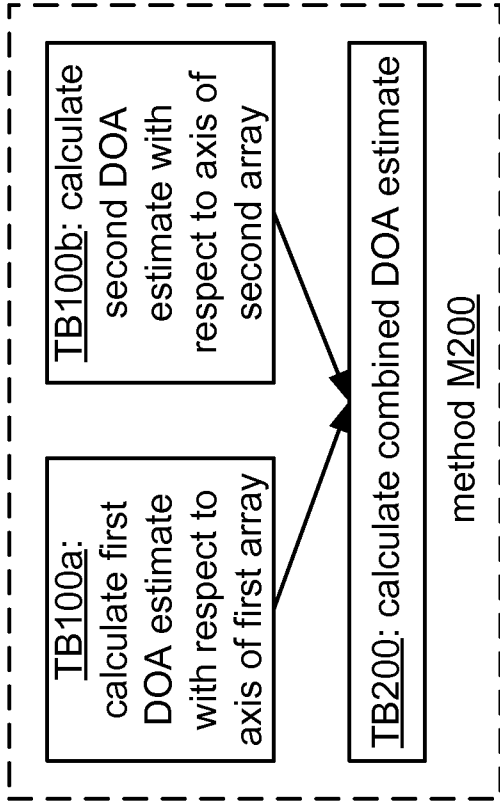 TB100a:
calculate first
DOA estimate
with respect to
axis of first array
TB100b: calculate
second DOA
estimate with
respect to axis of
second array
TB200: calculate combined DOA estimate
method M200